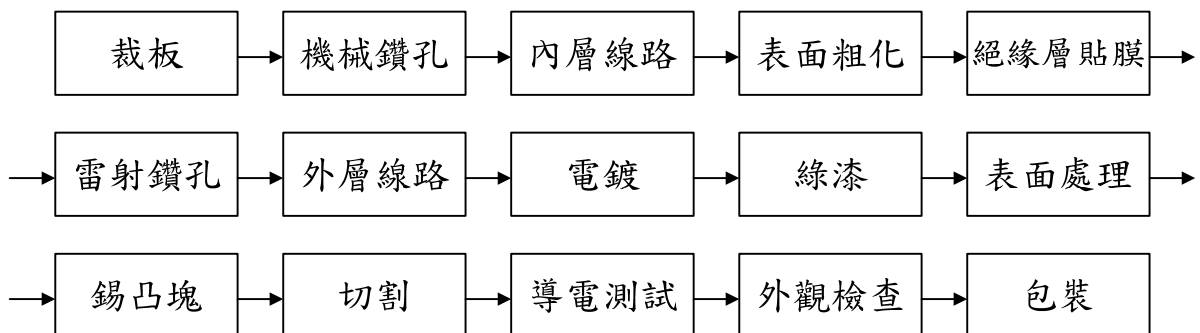 裁板 機械鑽孔 內層線路 表面粗化 絕緣層貼膜
雷射鑽孔 外層線路 電鍍 綠漆 表面處理
錫凸塊 切割 導電測試 外觀檢查 包裝